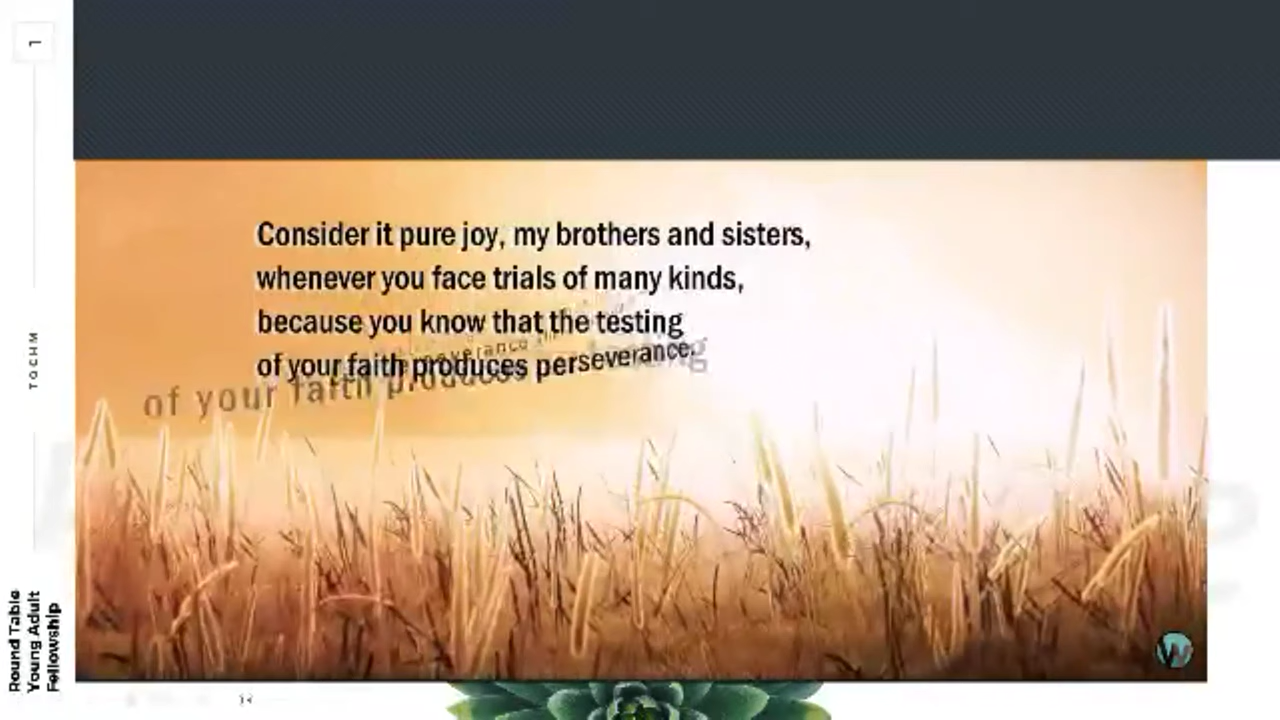 1
TOCHM
Round Table
Young Adult
Fellowship
Consider it pure joy, my brothers and sisters,
whenever you face trials of many kinds,
because you know that the testing
of your faith produces perseverance.
of your faith produces
W